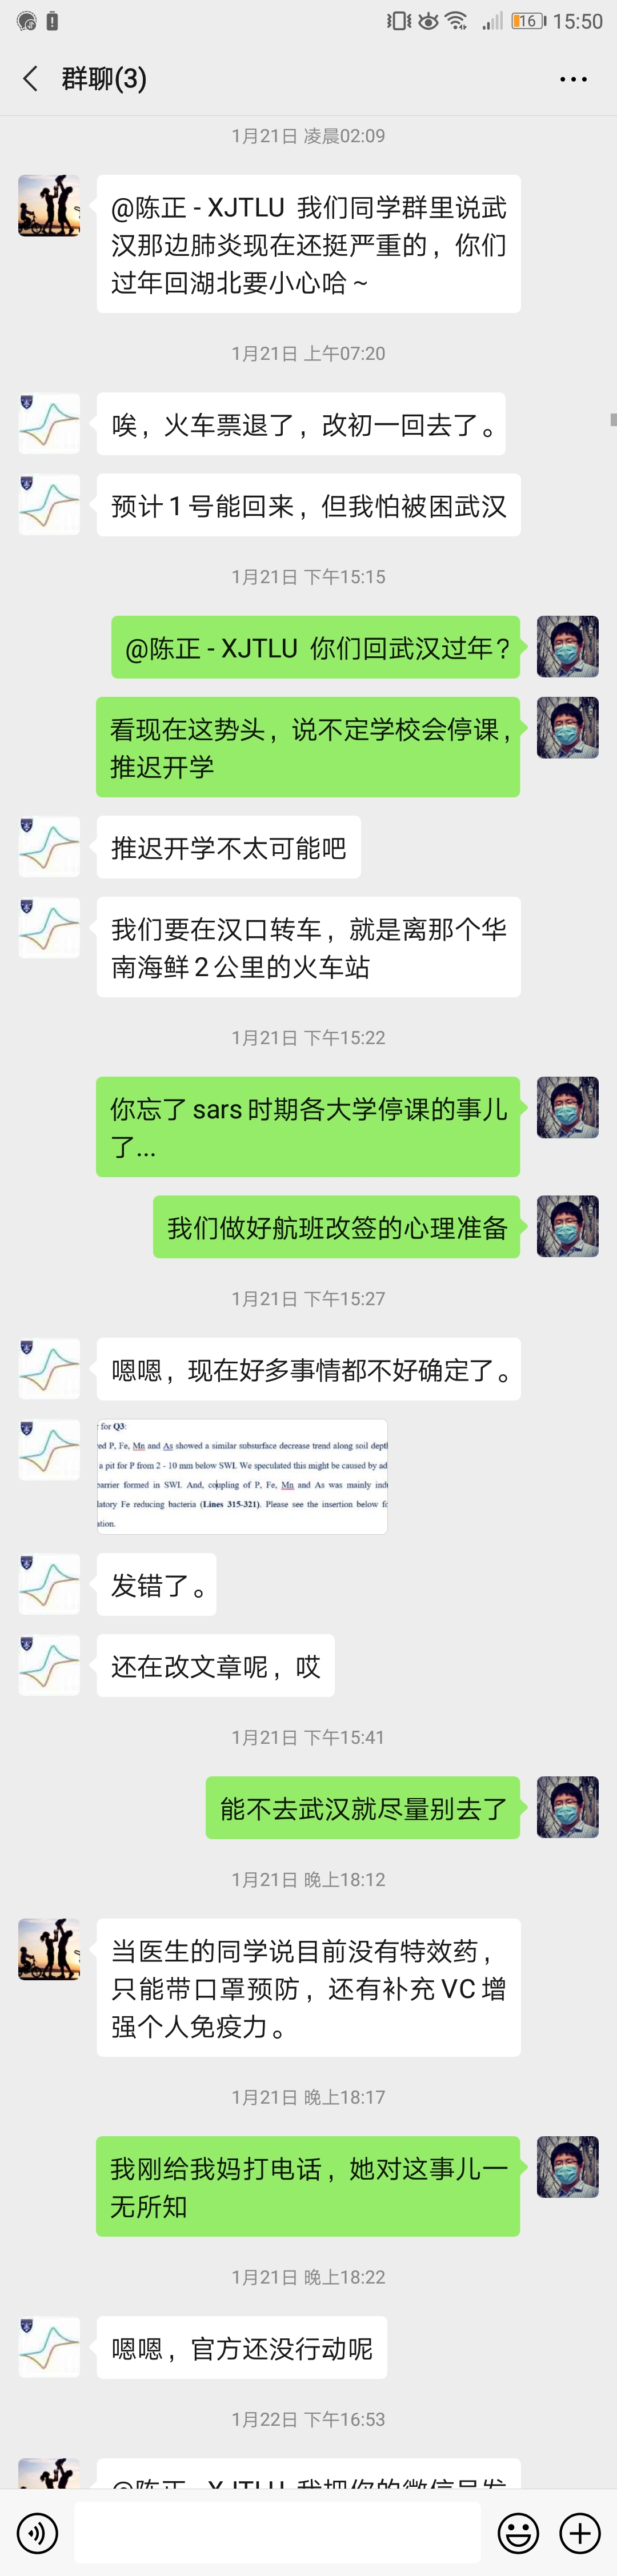 16 15:50
群聊(3)
1月21日 凌晨02:09
@陈正 - XJTLU 我们同学群里说武
汉那边肺炎现在还挺严重的，你们
过年回湖北要小心哈~
1月21日 上午07:20
唉，火车票退了，改初一回去了。
预计1号能回来，但我怕被困武汉
1月21日 下午15:15
@陈正 - XJTLU 你们回武汉过年？
看现在这势头，说不定学校会停课，
推迟开学
推迟开学不太可能吧
我们要在汉口转车，就是离那个华
南海鲜2公里的火车站
1月21日 下午15:22
你忘了sars时期各大学停课的事儿
了...
我们做好航班改签的心理准备
1月21日 下午15:27
嗯嗯，现在好多事情都不好确定了。
for Q3:
ed P, Fe, Mn and As showed a similar subsurface decrease trend along soil dept
a pit for P from 2 - 10 mm below SWI. We speculated this might be caused by ad
barrier formed in SWI. And, coupling of P, Fe, Mn and As was mainly indu
latory Fe reducing bacteria (Lines 315-321). Please see the insertion below fo
ation.
发错了。
还在改文章呢，哎
1月21日 下午15:41
能不去武汉就尽量别去了
1月21日 晚上18:12
当医生的同学说目前没有特效药，
只能带口罩预防，还有补充VC增
强个人免疫力。
1月21日 晚上18:17
我刚给我妈打电话，她对这事儿一
无所知
1月21日 晚上18:22
嗯嗯，官方还没行动呢
1月22日 下午16:53
@陈正 - XJTLU 我把你的微信号发